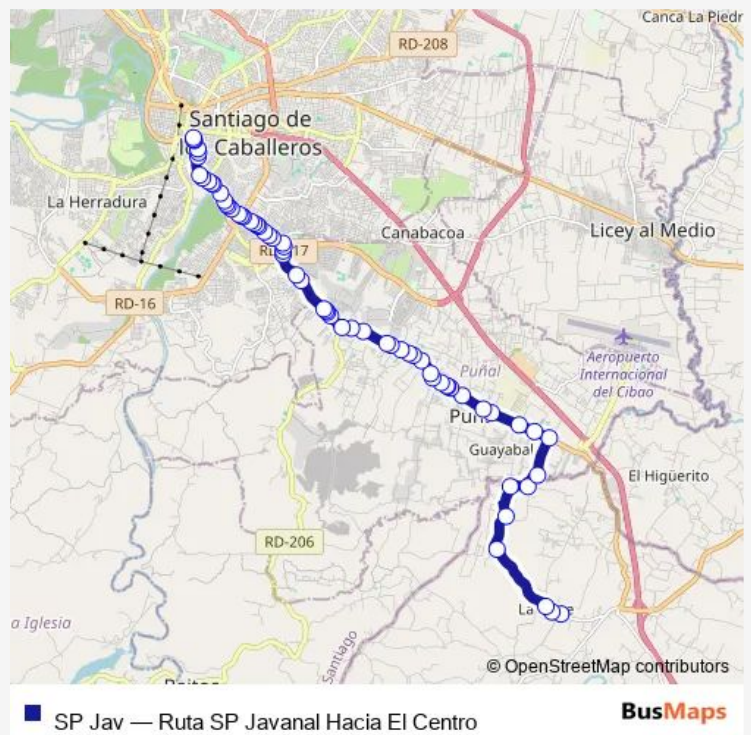 Canca La Piedr
RD-208
Santiago de
Caballeros
La Herradura
Canabacoa
Licey al Medio
RD-16
Aeropuerto
Internacional
del Cibao
Puñal
Guayabal
El Higüerito
RD-206
La
a Iglesia
Santiago
© OpenStreetMap contributors
SP Jav — Ruta SP Javanal Hacia El Centro
BusMaps